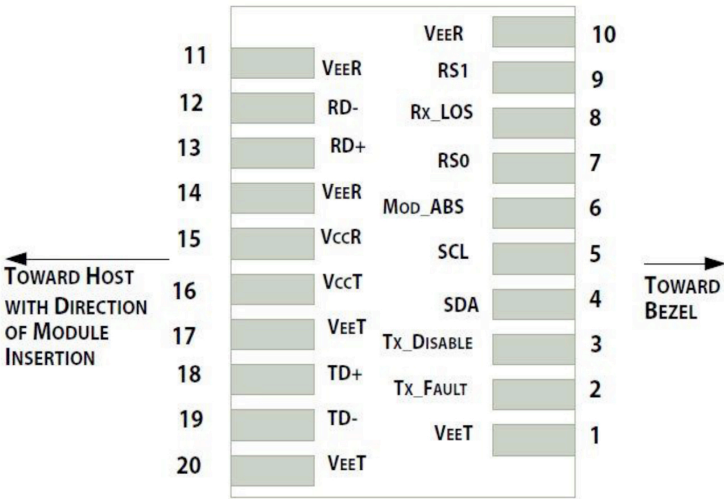 VEER 10
11 VEER
RS1 9
12 RD-
RX_LOS 8
13 RD+
RS0 7
14 VEER
MOD_ABS 6
15 VCCR
SCL 5
TOWARD HOST
WITH DIRECTION
OF MODULE
INSERTION
TOWARD
BEZEL
16 VCCT
SDA 4
17 VEET
TX_DISABLE 3
18 TD+
TX_FAULT 2
19 TD-
VEET 1
20 VEET